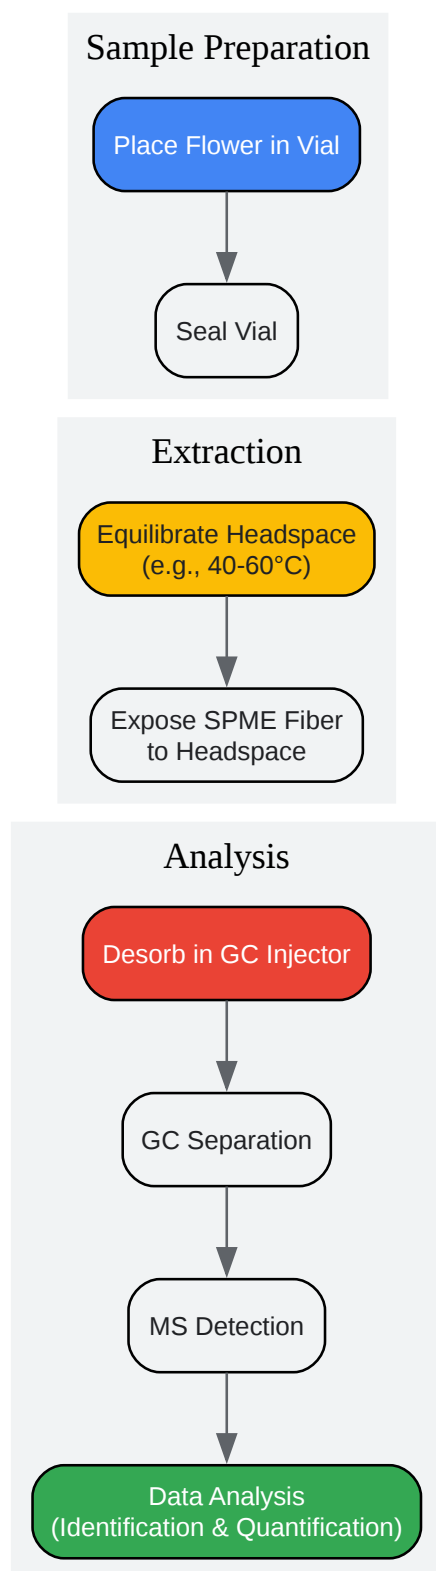 Sample Preparation
Place Flower in Vial
Seal Vial
Extraction
Equilibrate Headspace
(e.g., 40-60°C)
Expose SPME Fiber
to Headspace
Analysis
Desorb in GC Injector
GC Separation
MS Detection
Data Analysis
(Identification & Quantification)